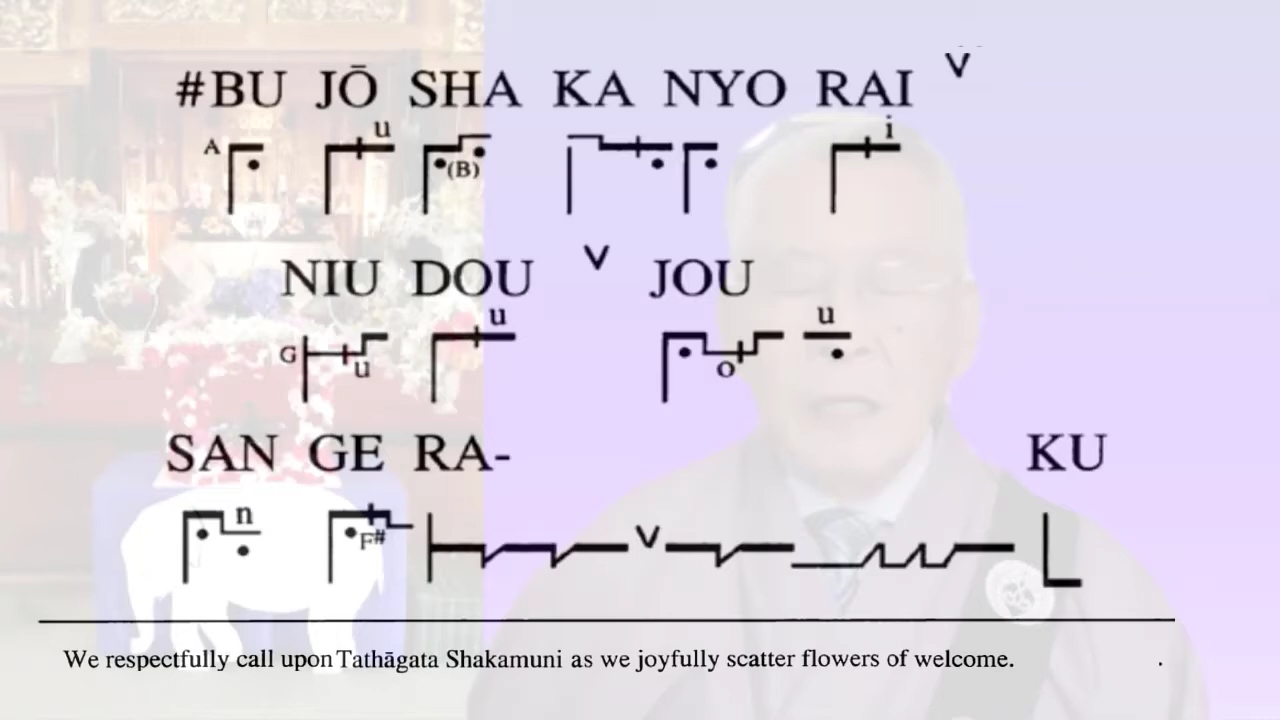 #BU JŌ SHA KA NYO RAI V
A u (B) i
NIU DOU V JOU
G u u o u
SAN GE RA- KU
n F# V
We respectfully call upon Tathāgata Shakamuni as we joyfully scatter flowers of welcome.